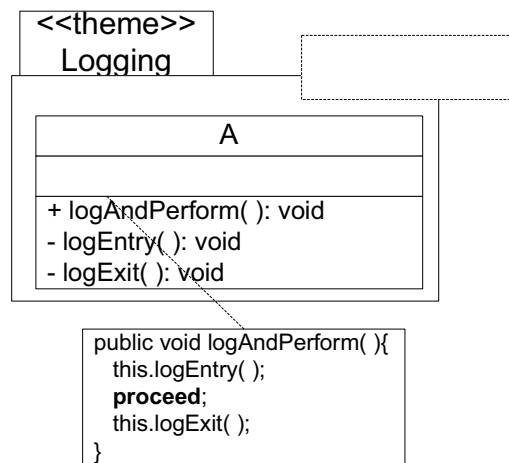 <<theme>>
Logging
A
+ logAndPerform( ): void
- logEntry( ): void
- logExit( ): void
public void logAndPerform( ){
this.logEntry( );
proceed;
this.logExit( );
}